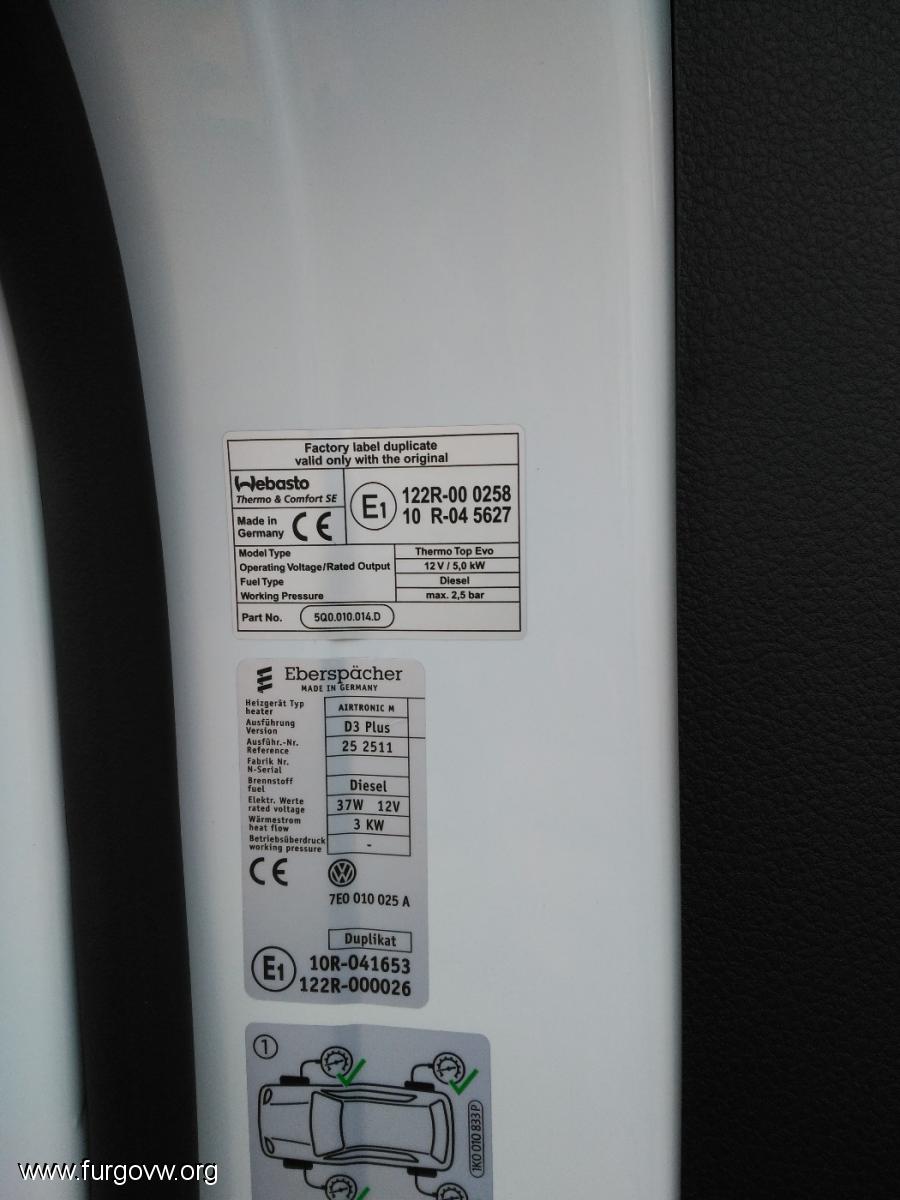 Factory label duplicate
valid only with the original
Webasto
Thermo & Comfort SE
Made in
Germany CE
E1
122R-00 0258
10 R-04 5627
Model Type Thermo Top Evo
Operating Voltage/Rated Output 12 V / 5,0 kW
Fuel Type Diesel
Working Pressure max. 2,5 bar
Part No. 5Q0.010.014.D
Eberspächer
MADE IN GERMANY
Heizgerät Typ
heater
AIRTRONIC M
Ausführung
Version
D3 Plus
Ausführ.-Nr.
Reference
25 2511
Fabrik Nr.
N-Serial
Brennstoff
fuel
Diesel
Elektr. Werte
rated voltage
37W 12V
Wärmestrom
heat flow
3 KW
Betriebsüberdruck
working pressure
-
CE
VW
7E0 010 025 A
Duplikat
E1
10R-041653
122R-000026
1
1K0 010 833 P
www.furgovw.org